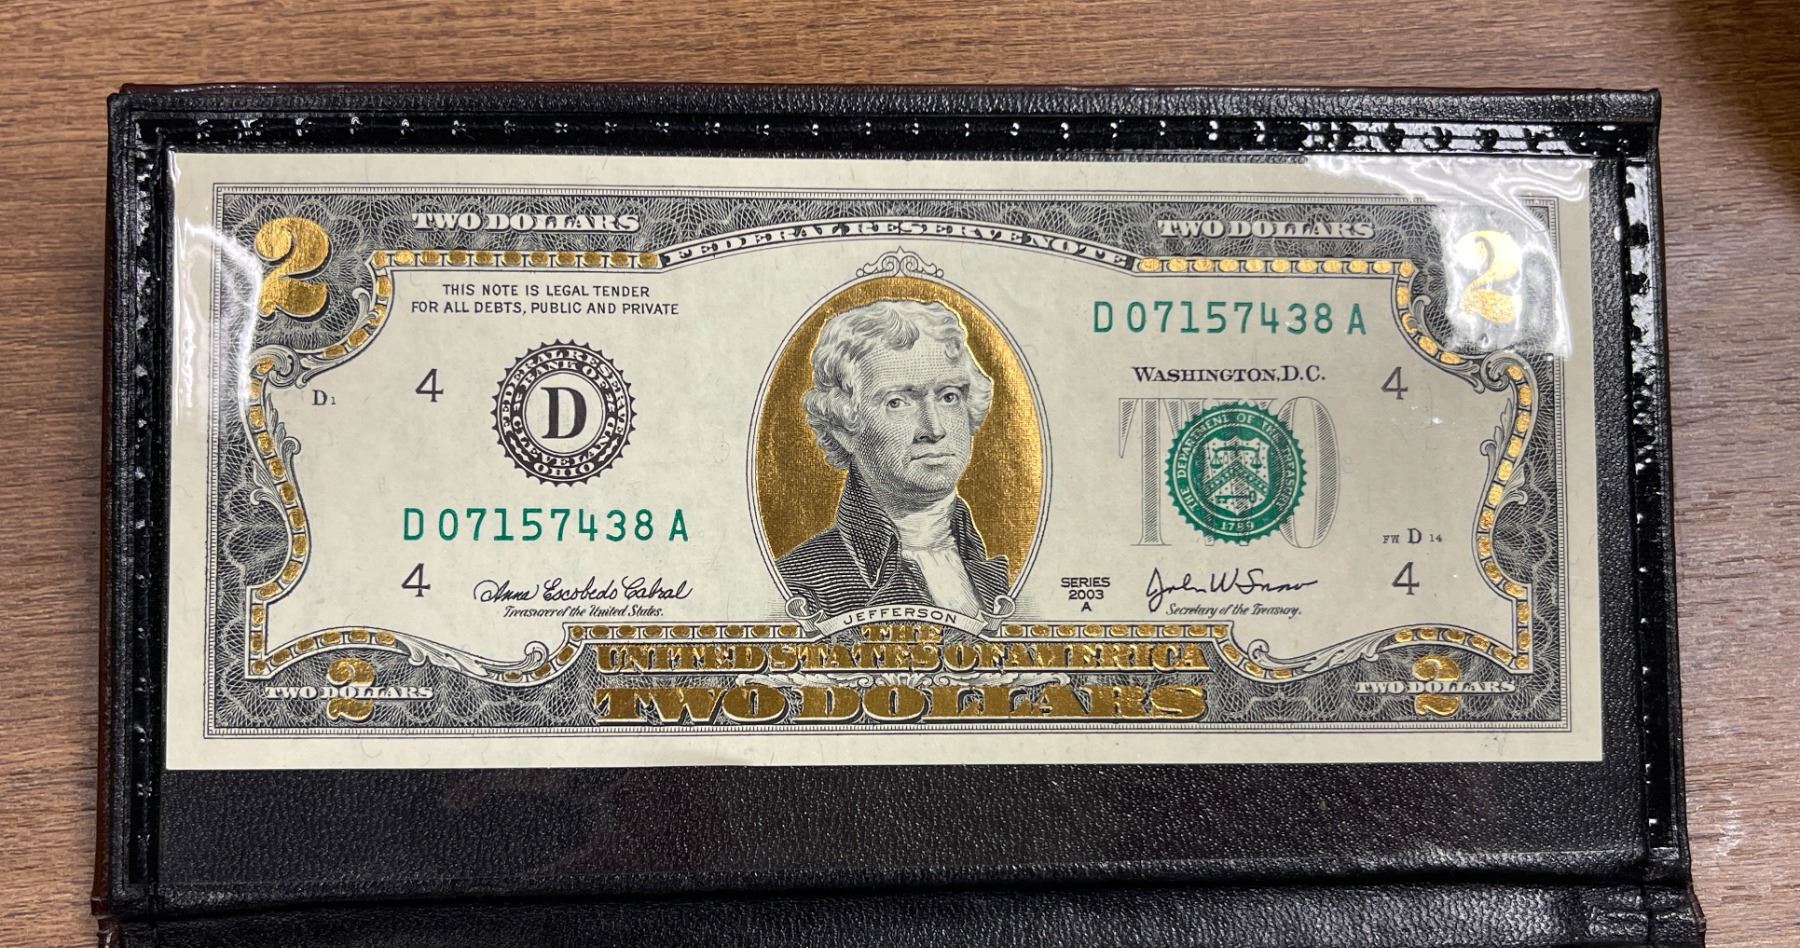 2
TWO DOLLARS
FEDERAL RESERVE NOTE
TWO DOLLARS
2
THIS NOTE IS LEGAL TENDER
FOR ALL DEBTS, PUBLIC AND PRIVATE
D 07157438 A
WASHINGTON, D.C.
D1
4
FEDERAL RESERVE BANK OF CLEVELAND OHIO
D
4
TWO
THE DEPARTMENT OF THE TREASURY
1789
D 07157438 A
FW D 14
4
Anna Escobedo Cabral
Treasurer of the United States.
SERIES
2003
A
John W Snow
Secretary of the Treasury.
4
JEFFERSON
THE
UNITED STATES OF AMERICA
2
TWO DOLLARS
TWO DOLLARS
2
TWO DOLLARS